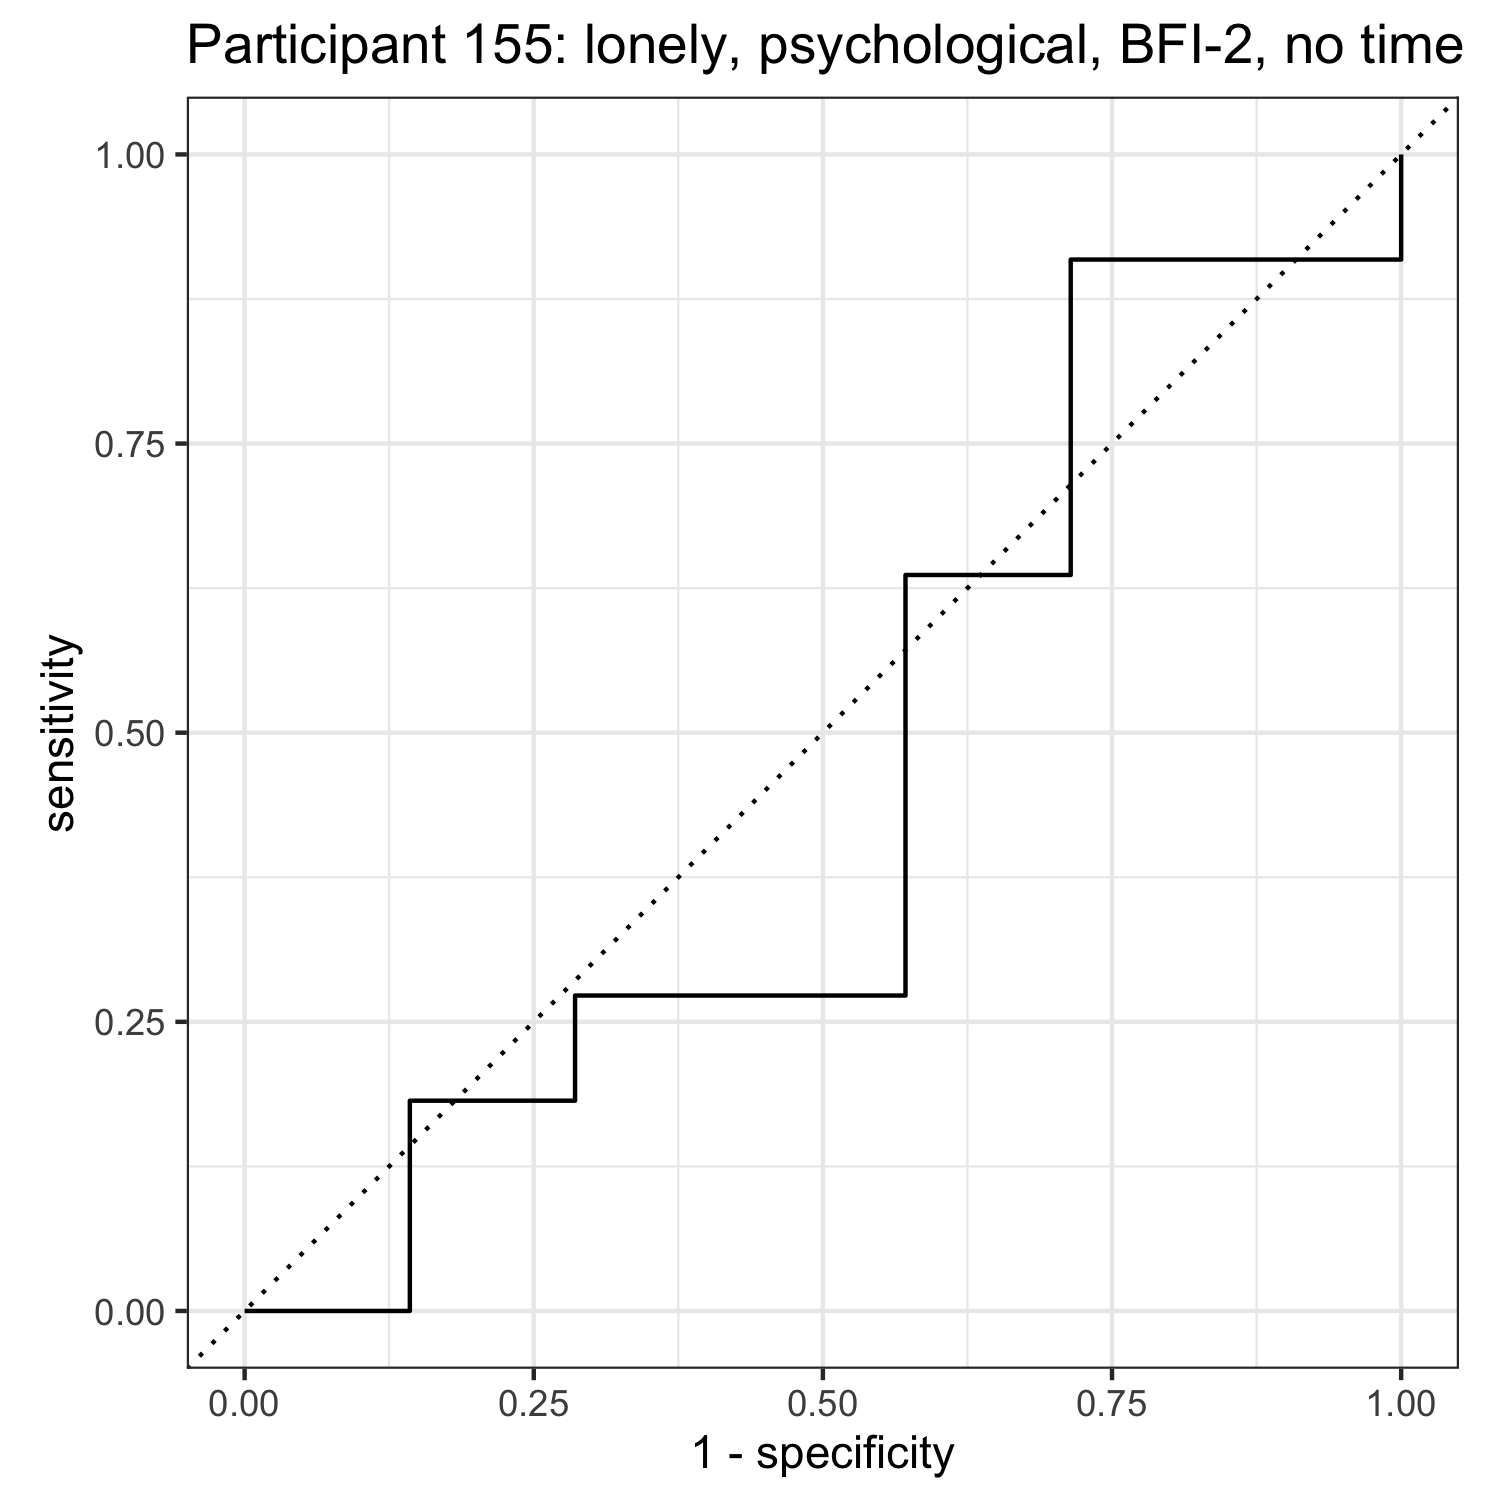 Participant 155: lonely, psychological, BFI-2, no time
1.00
0.75
0.50
0.25
0.00
sensitivity
0.00 0.25 0.50 0.75 1.00
1 - specificity